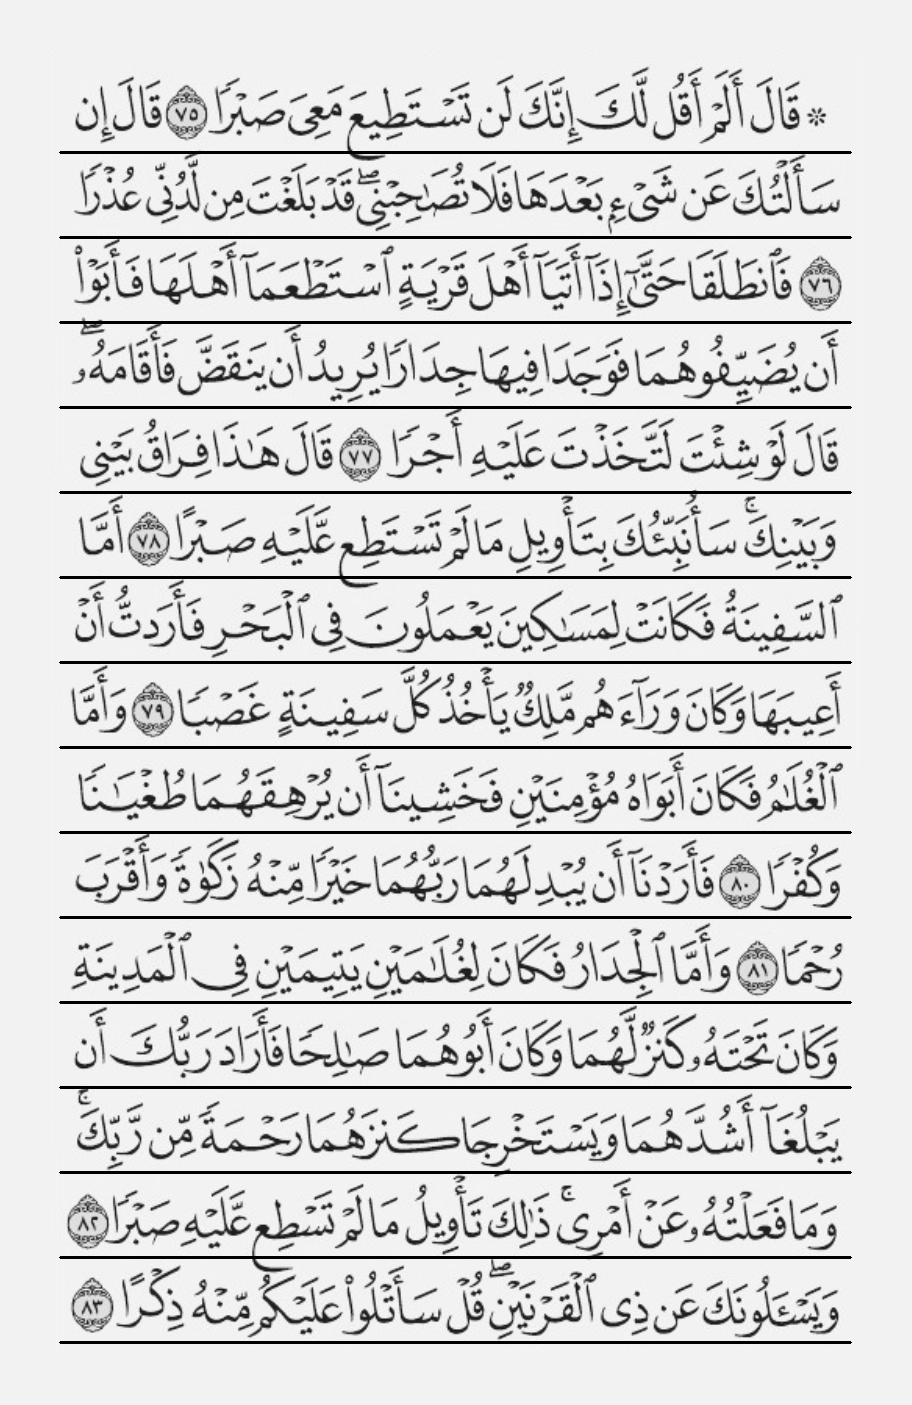 ۞ قَالَ أَلَمْ أَقُل لَّكَ إِنَّكَ لَن تَسْتَطِيعَ مَعِىَ صَبْرًا ٧٥ قَالَ إِن
سَأَلْتُكَ عَن شَىْءٍۭ بَعْدَهَا فَلَا تُصَٰحِبْنِى ۖ قَدْ بَلَغْتَ مِن لَّدُنِّى عُذْرًا
٧٦ فَٱنطَلَقَا حَتَّىٰٓ إِذَآ أَتَيَآ أَهْلَ قَرْيَةٍ ٱسْتَطْعَمَآ أَهْلَهَا فَأَبَوْا۟
أَن يُضَيِّفُوهُمَا فَوَجَدَا فِيهَا جِدَارًا يُرِيدُ أَن يَنقَضَّ فَأَقَامَهُۥ ۖ
قَالَ لَوْ شِئْتَ لَتَّخَذْتَ عَلَيْهِ أَجْرًا ٧٧ قَالَ هَٰذَا فِرَاقُ بَيْنِى
وَبَيْنِكَ ۚ سَأُنَبِّئُكَ بِتَأْوِيلِ مَا لَمْ تَسْتَطِع عَّلَيْهِ صَبْرًا ٧٨ أَمَّا
ٱلسَّفِينَةُ فَكَانَتْ لِمَسَٰكِينَ يَعْمَلُونَ فِى ٱلْبَحْرِ فَأَرَدتُّ أَنْ
أَعِيبَهَا وَكَانَ وَرَآءَهُم مَّلِكٌ يَأْخُذُ كُلَّ سَفِينَةٍ غَصْبًا ٧٩ وَأَمَّا
ٱلْغُلَٰمُ فَكَانَ أَبَوَاهُ مُؤْمِنَيْنِ فَخَشِينَآ أَن يُرْهِقَهُمَا طُغْيَٰنًا
وَكُفْرًا ٨٠ فَأَرَدْنَآ أَن يُبْدِلَهُمَا رَبُّهُمَا خَيْرًا مِّنْهُ زَكَوٰةً وَأَقْرَبَ
رُحْمًا ٨١ وَأَمَّا ٱلْجِدَارُ فَكَانَ لِغُلَٰمَيْنِ يَتِيمَيْنِ فِى ٱلْمَدِينَةِ
وَكَانَ تَحْتَهُۥ كَنزٌ لَّهُمَا وَكَانَ أَبُوهُمَا صَٰلِحًا فَأَرَادَ رَبُّكَ أَن
يَبْلُغَآ أَشُدَّهُمَا وَيَسْتَخْرِجَا كَنزَهُمَا رَحْمَةً مِّن رَّبِّكَ ۚ
وَمَا فَعَلْتُهُۥ عَنْ أَمْرِى ۚ ذَٰلِكَ تَأْوِيلُ مَا لَمْ تَسْطِع عَّلَيْهِ صَبْرًا ٨٢
وَيَسْـَٔلُونَكَ عَن ذِى ٱلْقَرْنَيْنِ ۖ قُلْ سَأَتْلُوا۟ عَلَيْكُم مِّنْهُ ذِكْرًا ٨٣